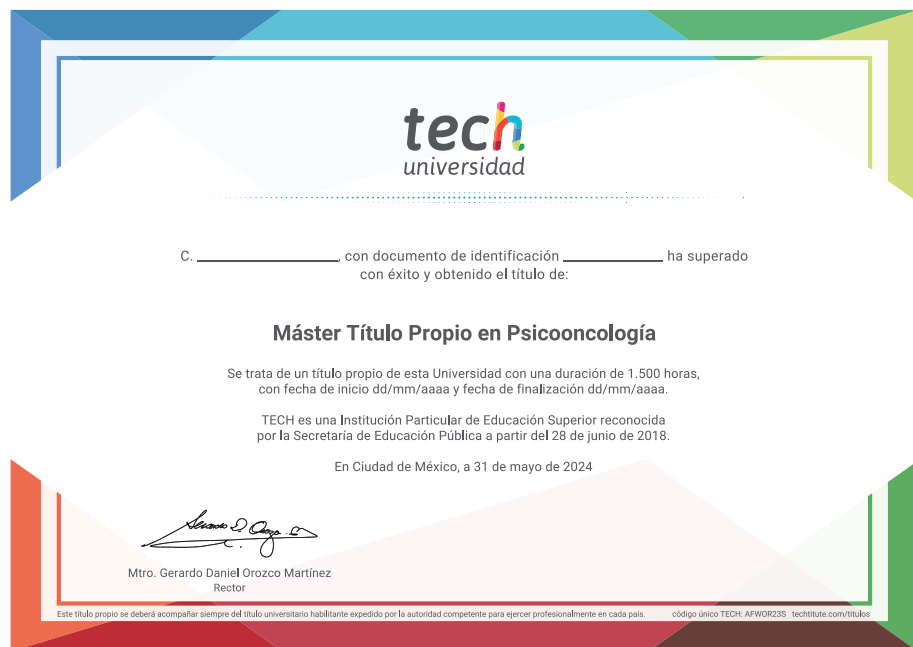 tech
universidad
C. ____________________, con documento de identificación ______________ ha superado
con éxito y obtenido el título de:
Máster Título Propio en Psicooncología
Se trata de un título propio de esta Universidad con una duración de 1.500 horas,
con fecha de inicio dd/mm/aaaa y fecha de finalización dd/mm/aaaa.
TECH es una Institución Particular de Educación Superior reconocida
por la Secretaría de Educación Pública a partir del 28 de junio de 2018.
En Ciudad de México, a 31 de mayo de 2024
Mtro. Gerardo Daniel Orozco Martínez
Rector
Este título propio se deberá acompañar siempre del título universitario habilitante expedido por la autoridad competente para ejercer profesionalmente en cada país. código único TECH: AFWOR23S techtitute.com/titulos